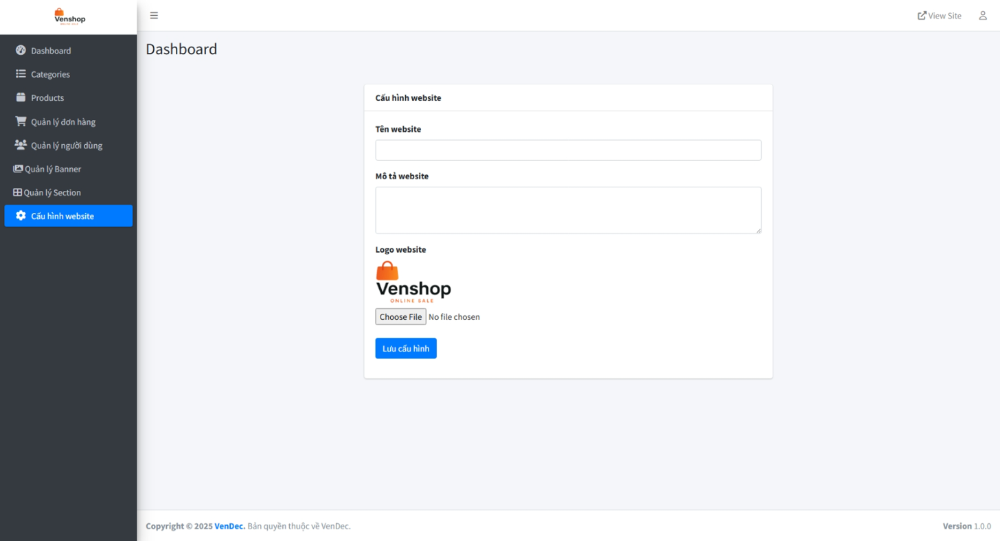 Venshop
View Site
Dashboard
Categories
Products
Quản lý đơn hàng
Quản lý người dùng
Quản lý Banner
Quản lý Section
Cấu hình website
Dashboard
Cấu hình website
Tên website
Mô tả website
Logo website
Venshop
ONLINE SALE
Choose File No file chosen
Lưu cấu hình
Copyright © 2025 VenDec. Bản quyền thuộc về VenDec.
Version 1.0.0